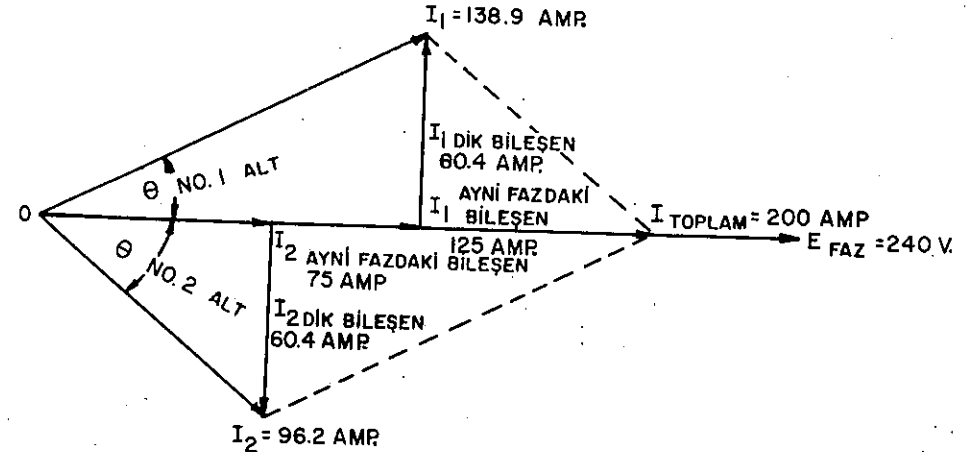 I1 = 138.9 AMP.
I1 DİK BİLEŞEN
60.4 AMP.
θ NO. 1 ALT
O
I1 AYNİ FAZDAKİ
BİLEŞEN
125 AMP.
I TOPLAM = 200 AMP
E FAZ = 240 V.
I2 AYNİ FAZDAKİ BİLEŞEN
75 AMP
θ NO. 2 ALT
I2 DİK BİLEŞEN
60.4 AMP.
I2 = 96.2 AMP.